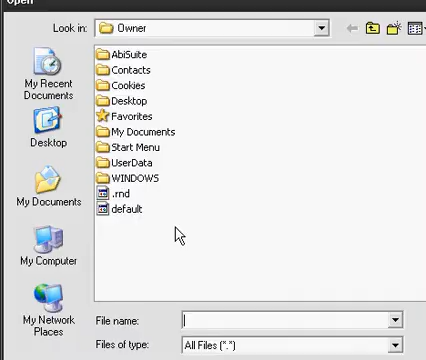 Open
Look in:
Owner
My Recent
Documents
Desktop
My Documents
My Computer
My Network
Places
AbiSuite
Contacts
Cookies
Desktop
Favorites
My Documents
Start Menu
UserData
WINDOWS
.rnd
default
File name:
Files of type:
All Files (*.*)